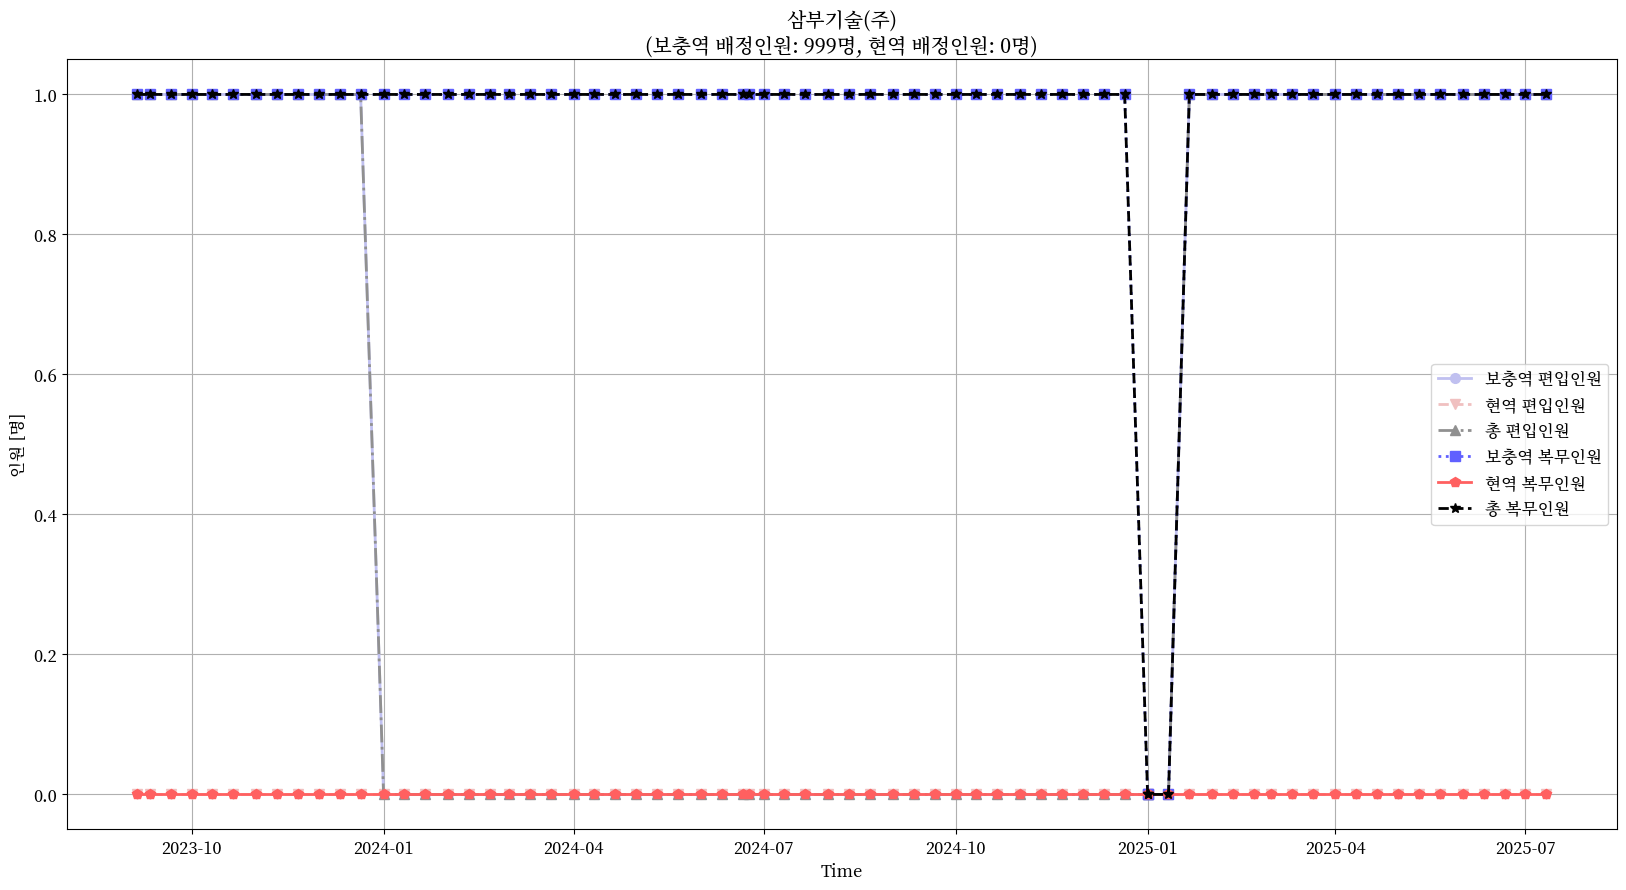 삼부기술(주)
(보충역 배정인원: 999명, 현역 배정인원: 0명)
1.0
0.8
0.6
0.4
0.2
0.0
인원 [명]
보충역 편입인원
현역 편입인원
총 편입인원
보충역 복무인원
현역 복무인원
총 복무인원
2023-10
2024-01
2024-04
2024-07
2024-10
2025-01
2025-04
2025-07
Time